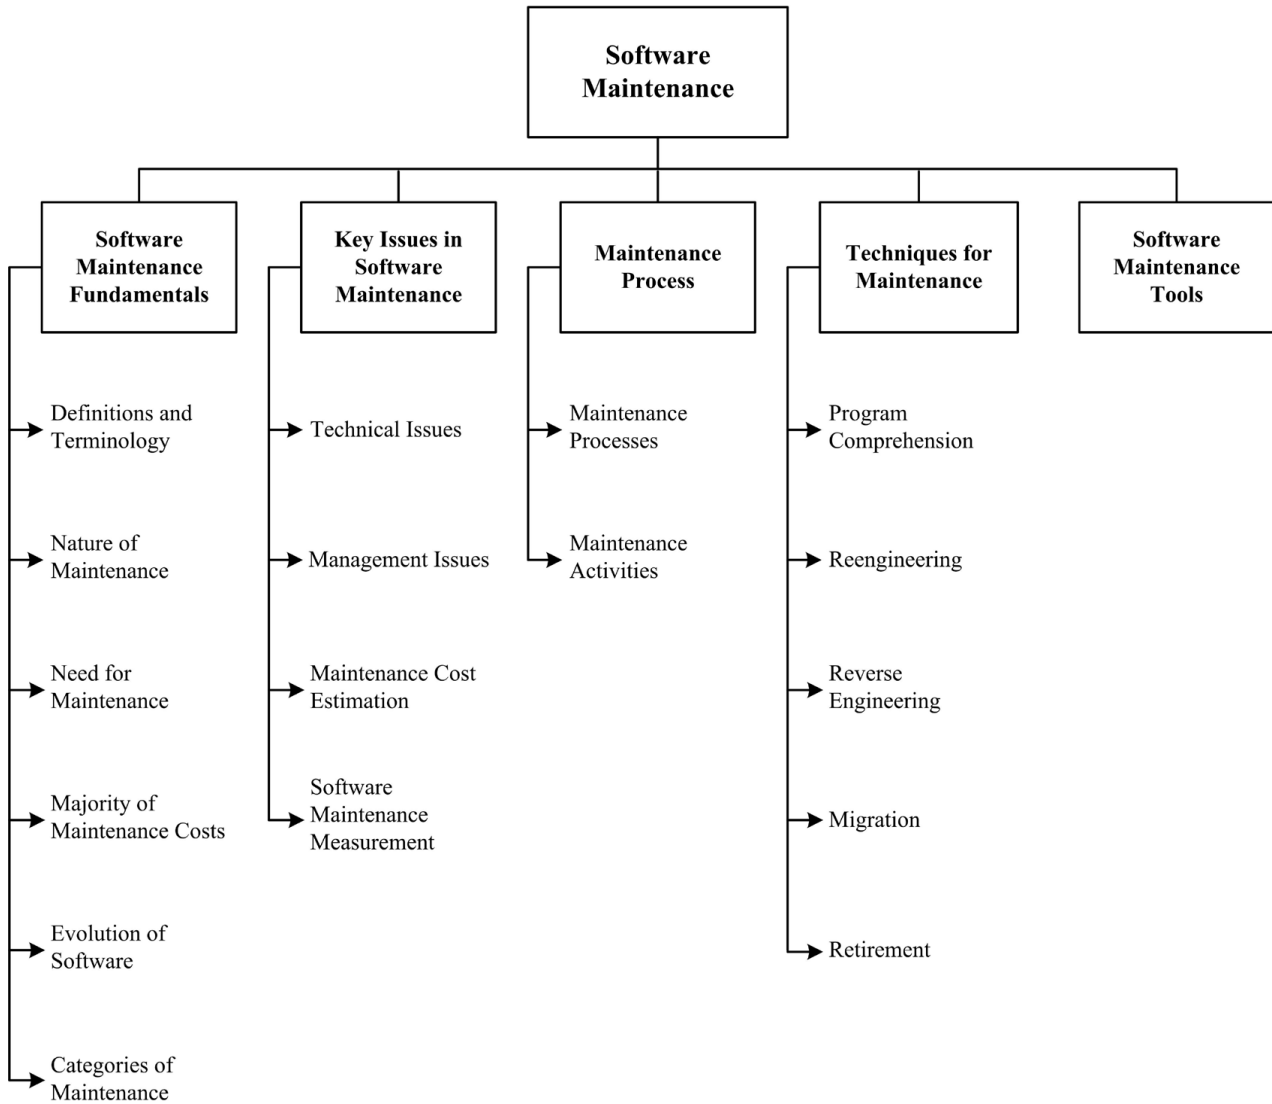 Software
Maintenance
Software
Maintenance
Fundamentals
Key Issues in
Software
Maintenance
Maintenance
Process
Techniques for
Maintenance
Software
Maintenance
Tools
Definitions and
Terminology
Nature of
Maintenance
Need for
Maintenance
Majority of
Maintenance Costs
Evolution of
Software
Categories of
Maintenance
Technical Issues
Management Issues
Maintenance Cost
Estimation
Software
Maintenance
Measurement
Maintenance
Processes
Maintenance
Activities
Program
Comprehension
Reengineering
Reverse
Engineering
Migration
Retirement